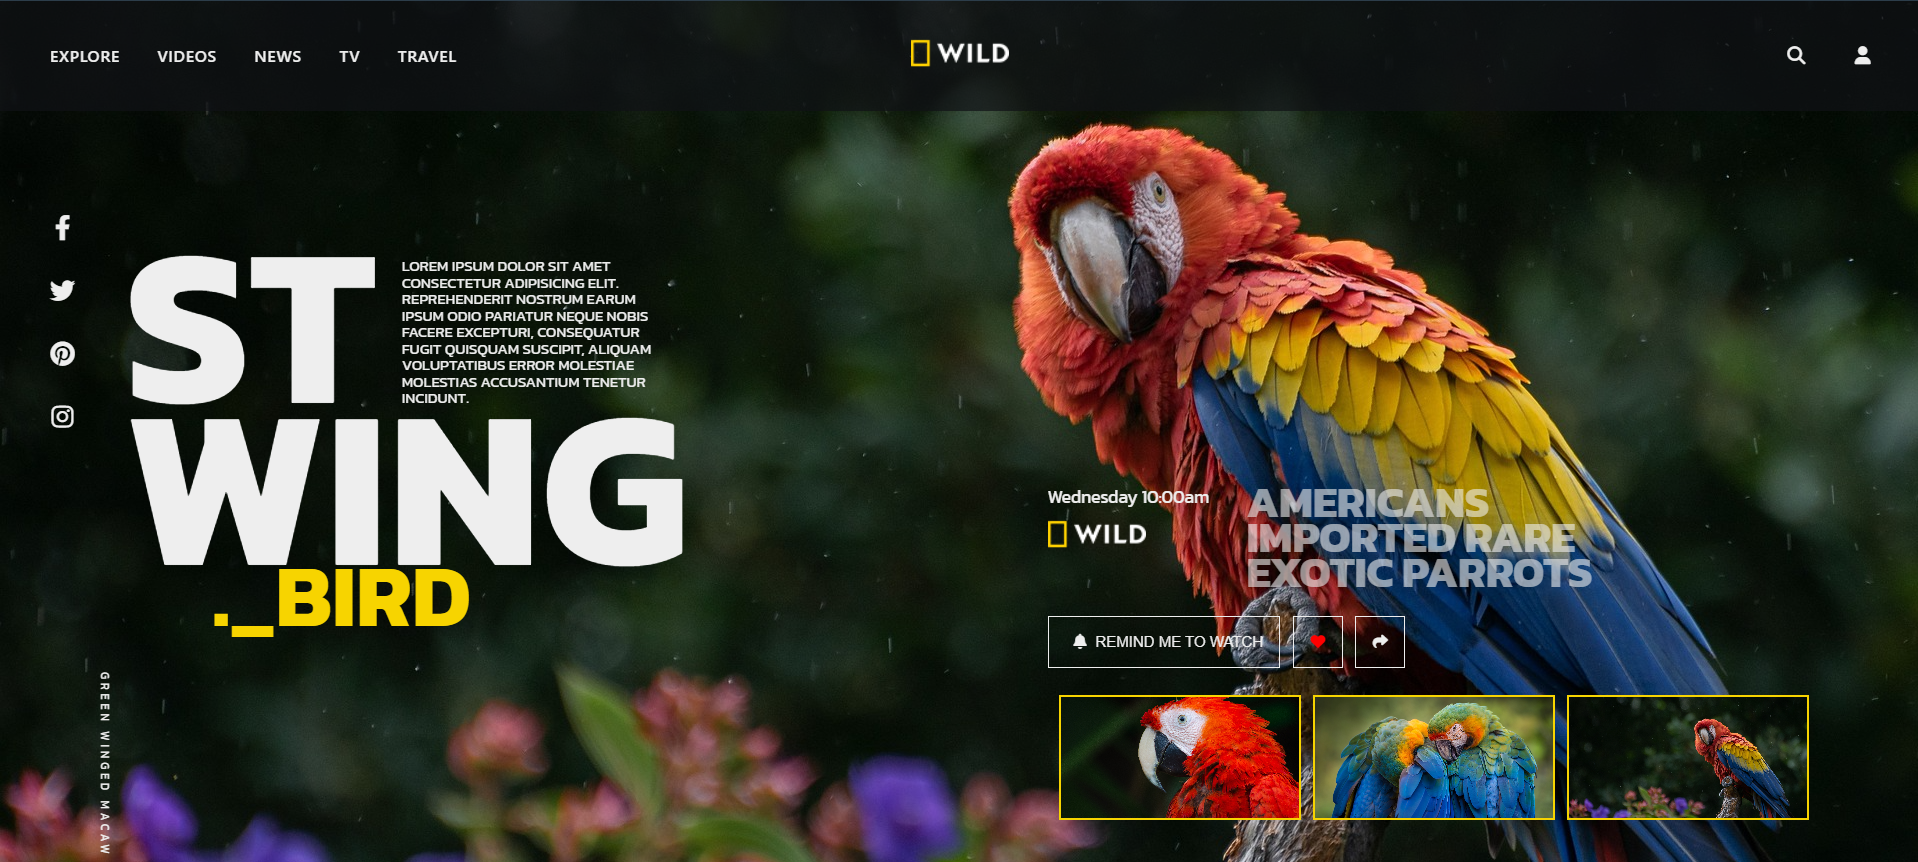 EXPLORE VIDEOS NEWS TV TRAVEL
WILD
ST
LOREM IPSUM DOLOR SIT AMET
CONSECTETUR ADIPISICING ELIT.
REPREHENDERIT NOSTRUM EARUM
IPSUM ODIO PARIATUR NEQUE NOBIS
FACERE EXCEPTURI, CONSEQUATUR
FUGIT QUISQUAM SUSCIPIT, ALIQUAM
VOLUPTATIBUS ERROR MOLESTIAE
MOLESTIAS ACCUSANTIUM TENETUR
INCIDUNT.
WING
._BIRD
GREEN WINGED MACAW
Wednesday 10:00am
WILD
AMERICANS
IMPORTED RARE
EXOTIC PARROTS
REMIND ME TO WATCH